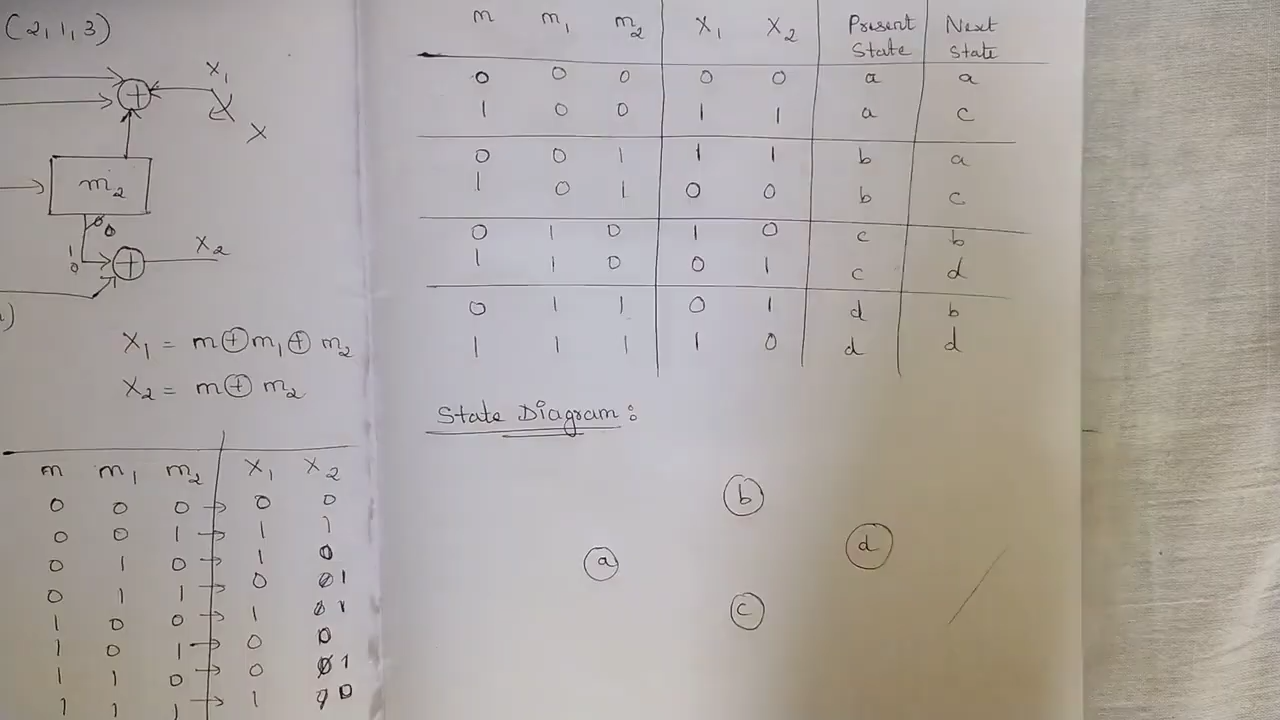 (2,1,3)
X₁
X
m₂
X₂
X₁ = m⊕m₁⊕ m₂
X₂ = m⊕ m₂
m m₁ m₂ X₁ X₂
0 0 0 → 0 0
0 0 1 → 1 1
0 1 0 → 1 0
0 1 1 → 0 1
1 0 0 → 1 1
1 0 1 → 0 0
1 1 0 → 0 1
1 1 1 → 1 0
m m₁ m₂ X₁ X₂ Present State Next State
0 0 0 0 0 a a
1 0 0 1 1 a c
0 0 1 1 1 b a
1 0 1 0 0 b c
0 1 0 1 0 c b
1 1 0 0 1 c d
0 1 1 0 1 d b
1 1 1 1 0 d d
State Diagram :
b
d
a
c